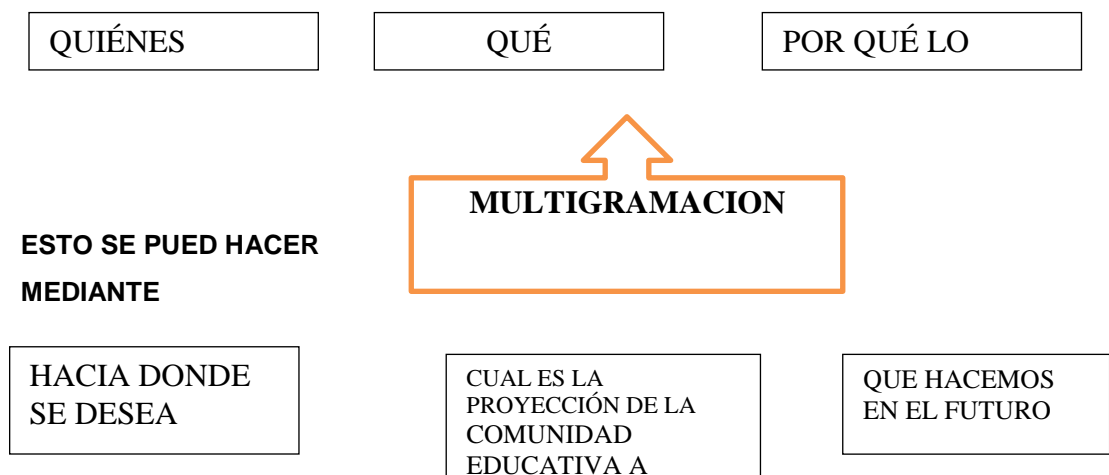 QUIÉNES
QUÉ
POR QUÉ LO
MULTIGRAMACION
ESTO SE PUED HACER
MEDIANTE
HACIA DONDE
SE DESEA
CUAL ES LA
PROYECCIÓN DE LA
COMUNIDAD
EDUCATIVA A
QUE HACEMOS
EN EL FUTURO